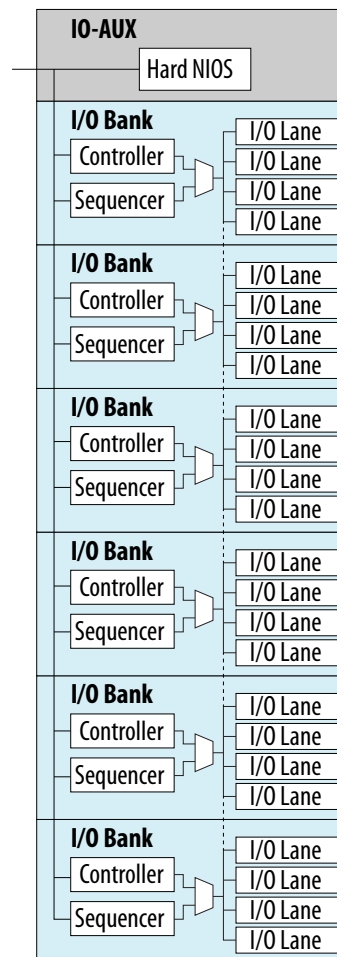 IO-AUX
Hard NIOS
I/O Bank
Controller
Sequencer
I/O Lane
I/O Lane
I/O Lane
I/O Lane
I/O Bank
Controller
Sequencer
I/O Lane
I/O Lane
I/O Lane
I/O Lane
I/O Bank
Controller
Sequencer
I/O Lane
I/O Lane
I/O Lane
I/O Lane
I/O Bank
Controller
Sequencer
I/O Lane
I/O Lane
I/O Lane
I/O Lane
I/O Bank
Controller
Sequencer
I/O Lane
I/O Lane
I/O Lane
I/O Lane
I/O Bank
Controller
Sequencer
I/O Lane
I/O Lane
I/O Lane
I/O Lane